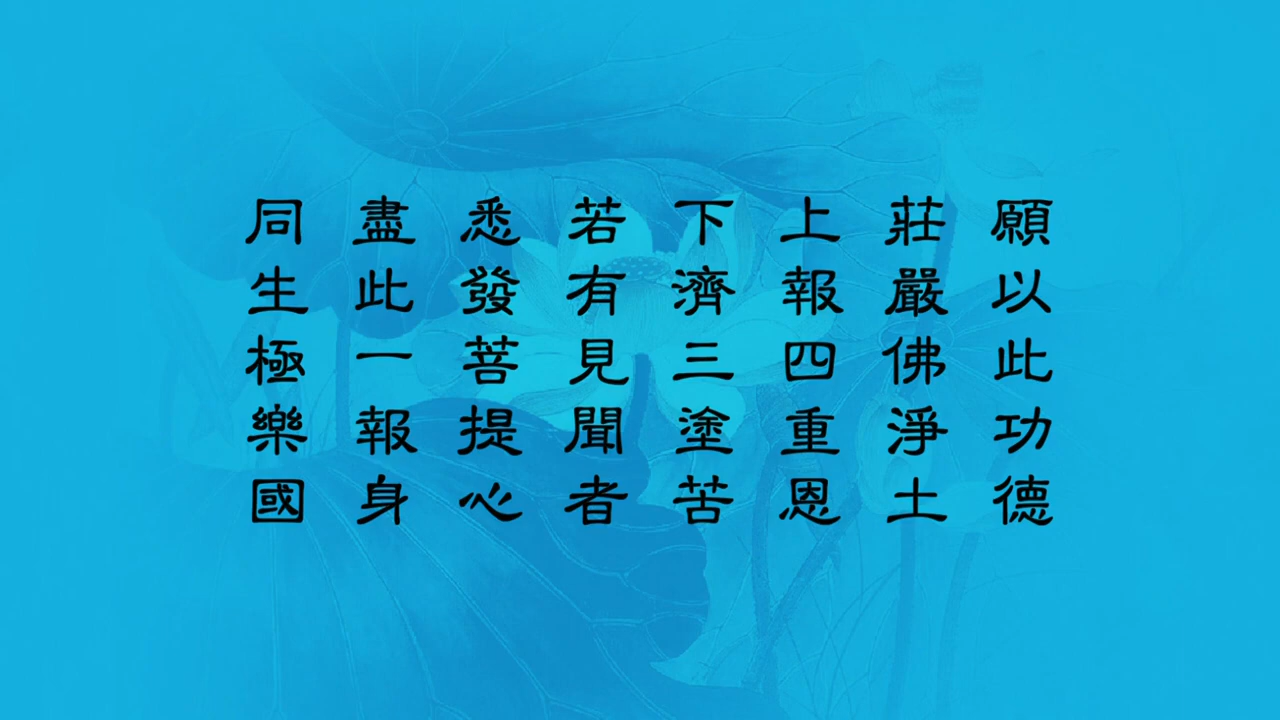 願以此功德
莊嚴佛淨土
上報四重恩
下濟三塗苦
若有見聞者
悉發菩提心
盡此一報身
同生極樂國